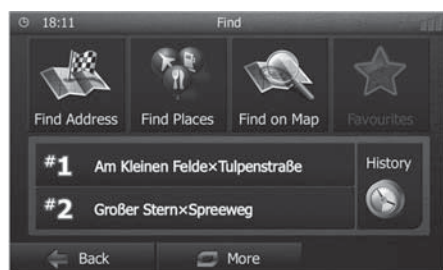 18:11 Find
Find Address Find Places Find on Map Favourites
#1 Am Kleinen Felde×Tulpenstraße History
#2 Großer Stern×Spreeweg
Back More